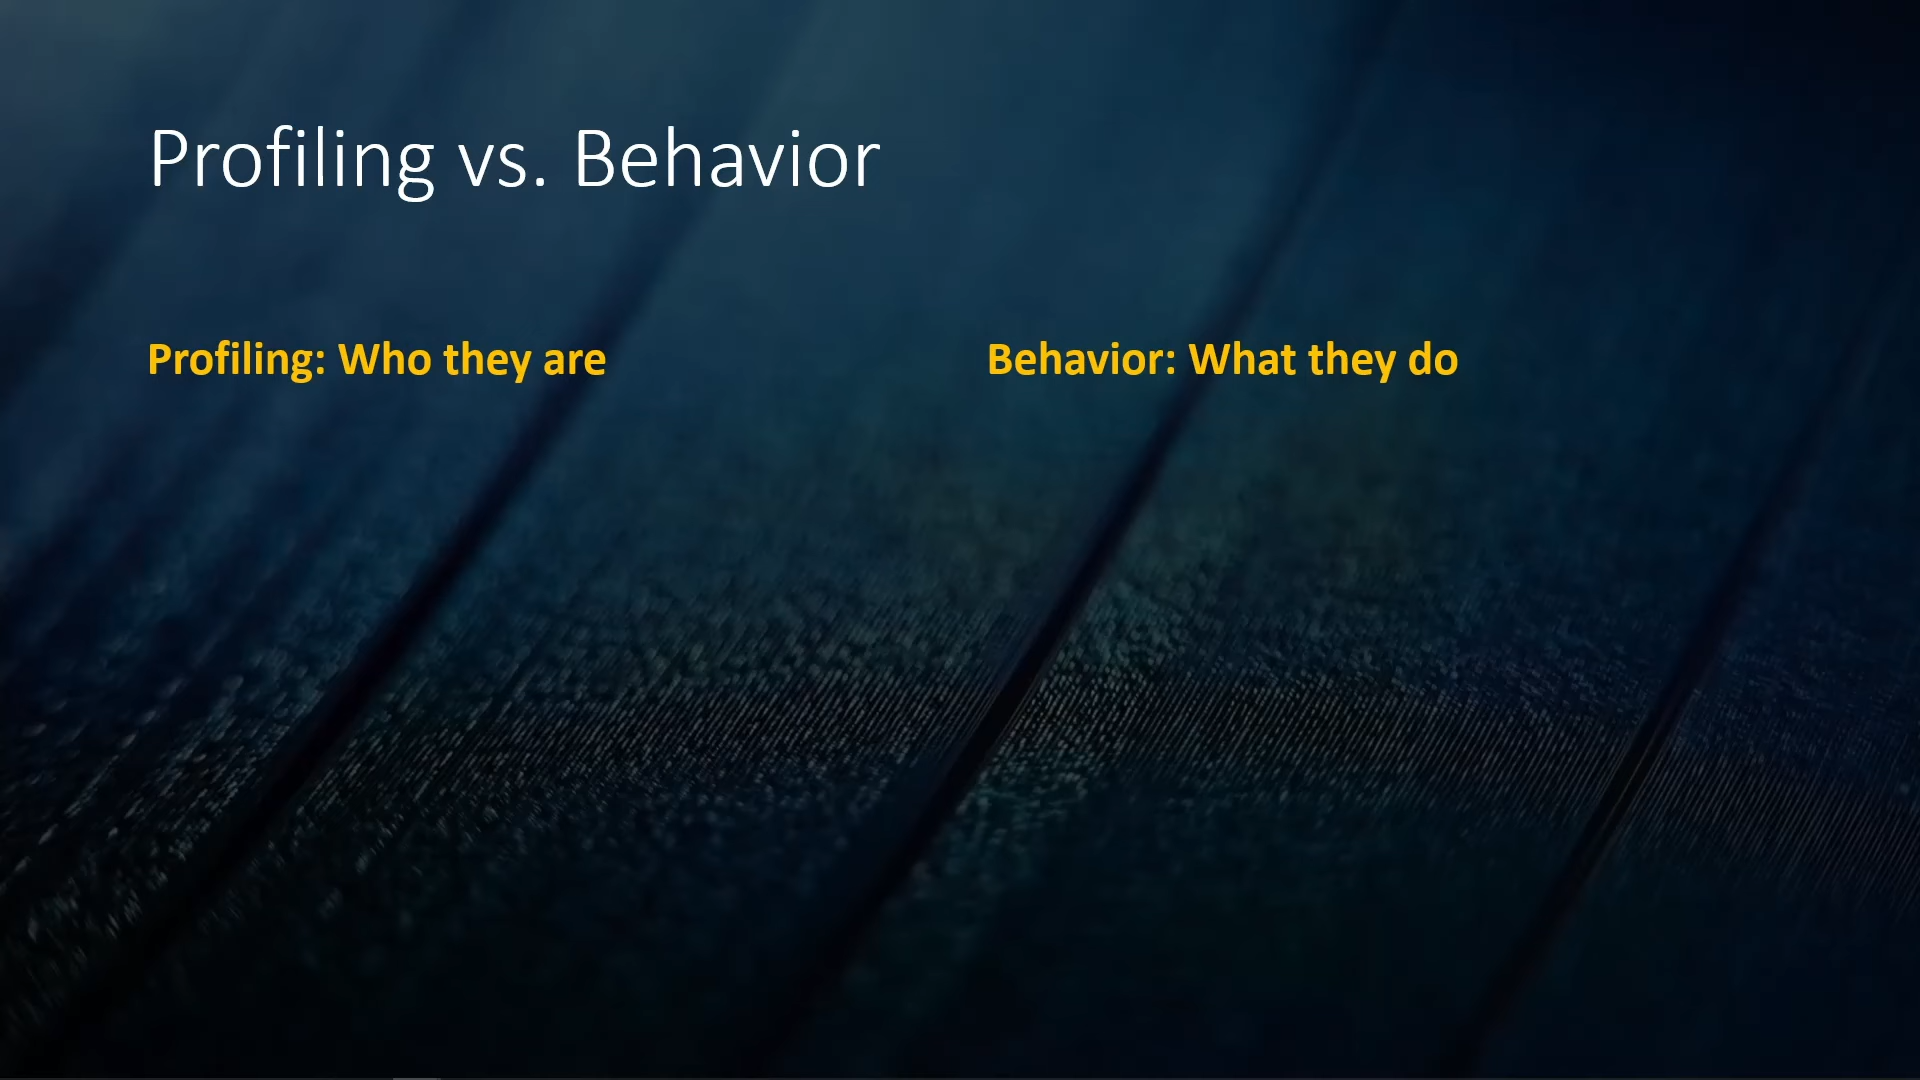 Profiling vs. Behavior
Profiling: Who they are
Behavior: What they do